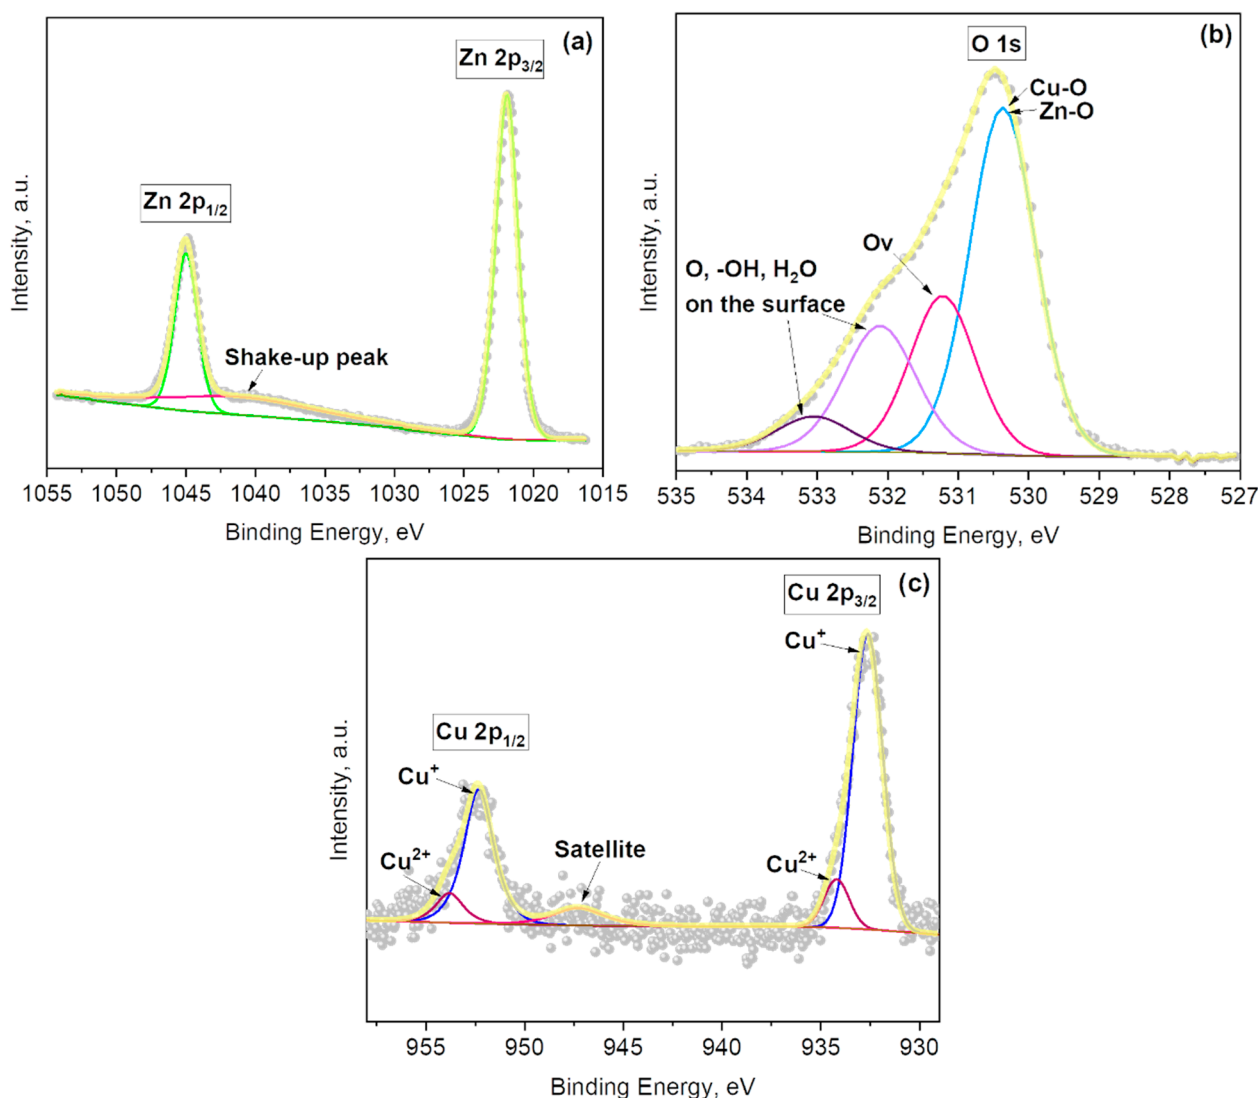 (a)
Zn 2p3/2
Zn 2p1/2
Shake-up peak
Intensity, a.u.
1055 1050 1045 1040 1035 1030 1025 1020 1015
Binding Energy, eV
(b)
O 1s
Cu-O
Zn-O
Ov
O, -OH, H2O
on the surface
Intensity, a.u.
535 534 533 532 531 530 529 528 527
Binding Energy, eV
(c)
Cu 2p3/2
Cu+
Cu 2p1/2
Cu+
Satellite
Cu2+
Cu2+
Intensity, a.u.
955 950 945 940 935 930
Binding Energy, eV